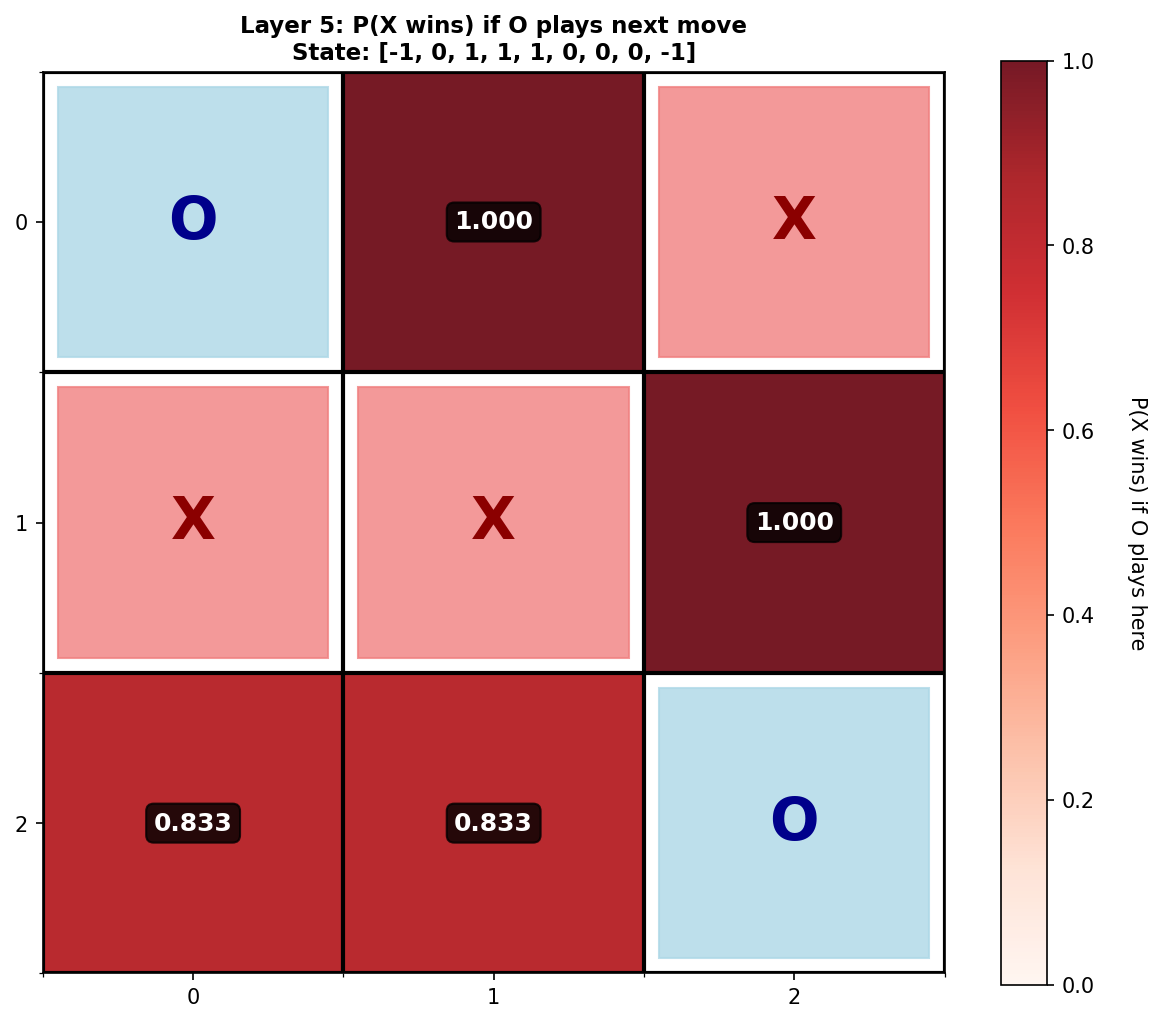 Layer 5: P(X wins) if O plays next move
State: [-1, 0, 1, 1, 1, 0, 0, 0, -1]
0
O
1.000
X
1
X
X
1.000
2
0.833
0.833
O
0
1
2
1.0
0.8
0.6
0.4
0.2
0.0
P(X wins) if O plays here